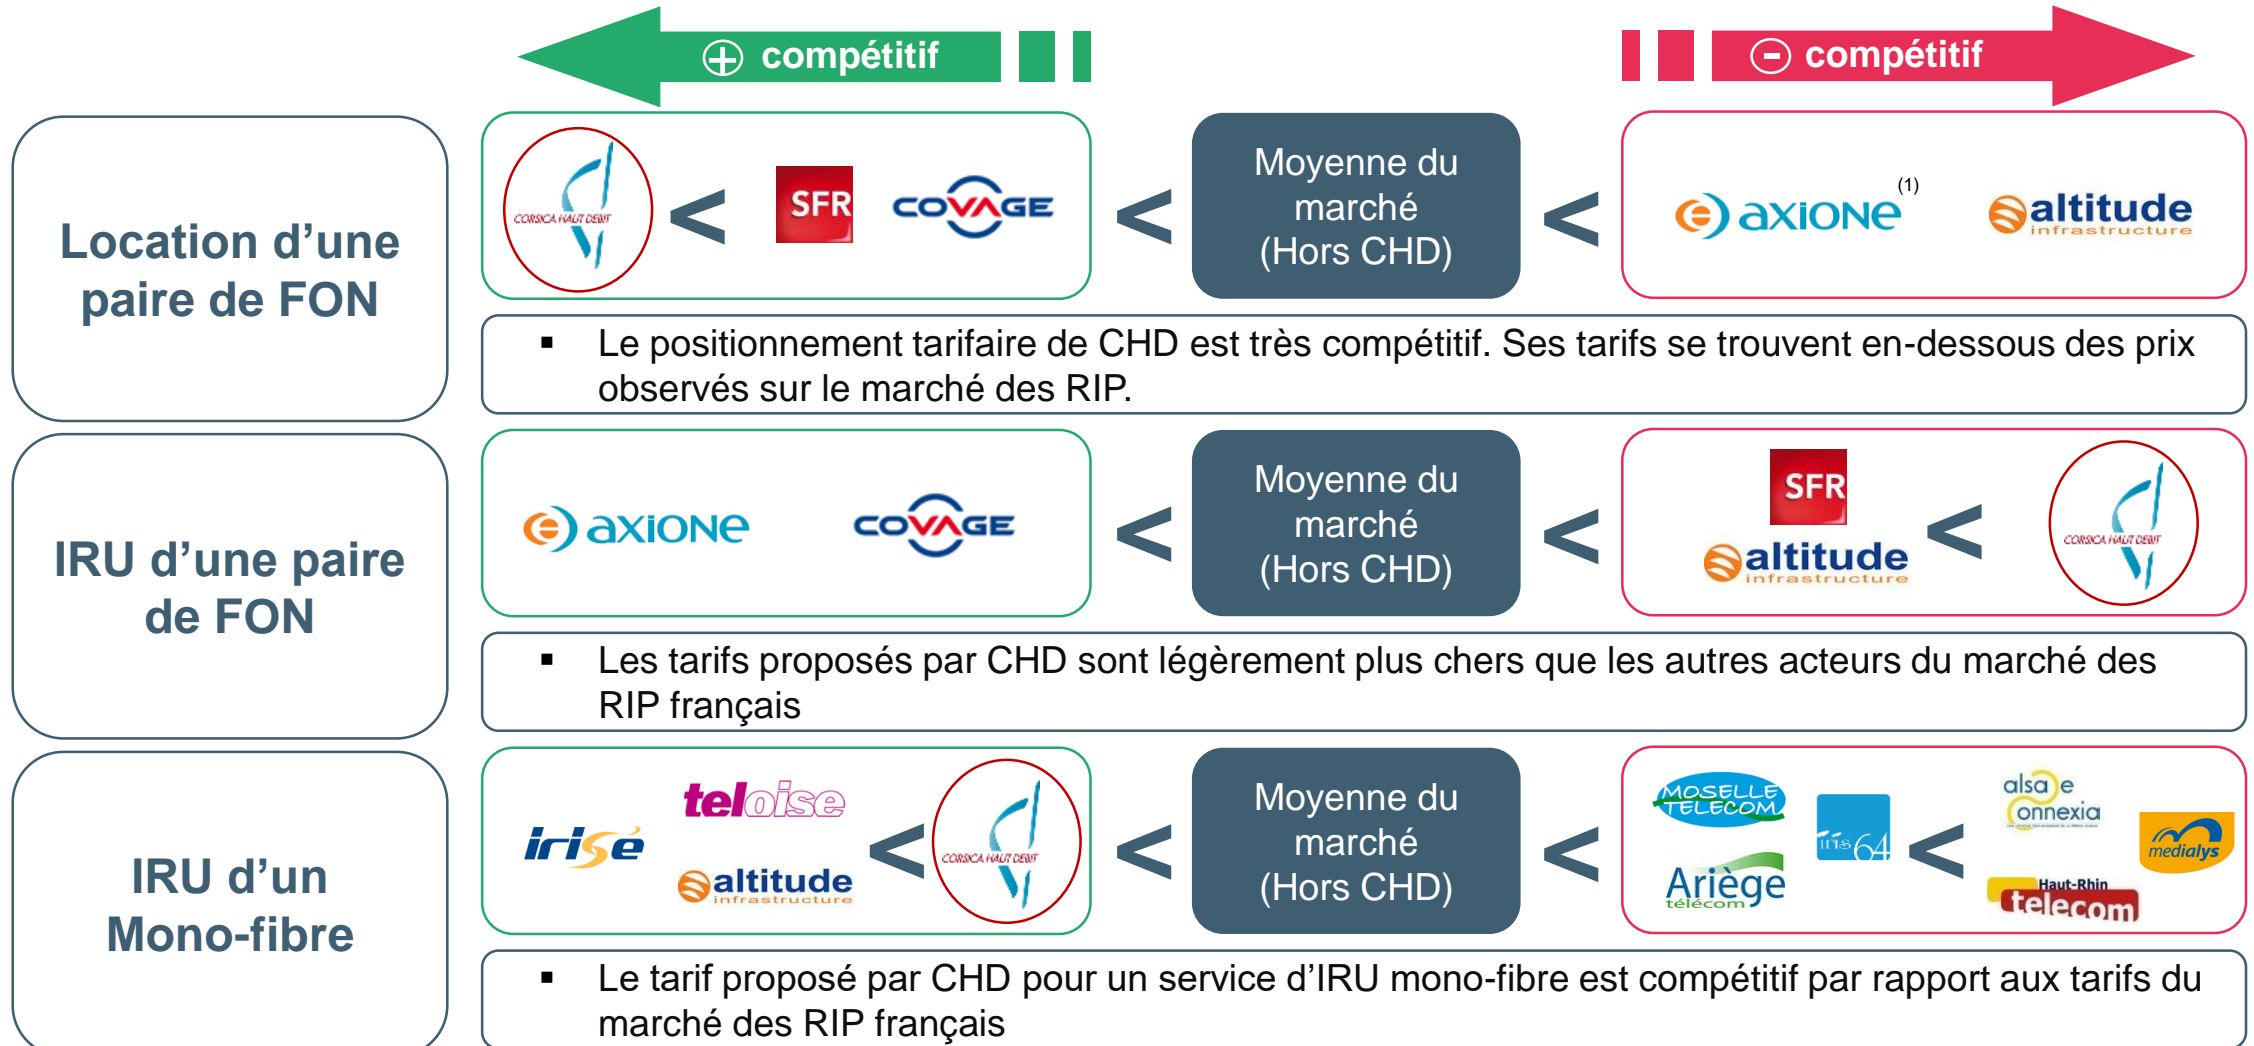 ⊕ compétitif
⊖ compétitif
Location d'une
paire de FON
CORSICA HAUT DEBIT
<
SFR
COVAGE
<
Moyenne du
marché
(Hors CHD)
<
axione (1)
altitude
infrastructure
▪ Le positionnement tarifaire de CHD est très compétitif. Ses tarifs se trouvent en-dessous des prix
observés sur le marché des RIP.
IRU d'une paire
de FON
axione
COVAGE
<
Moyenne du
marché
(Hors CHD)
<
SFR
altitude
infrastructure
<
CORSICA HAUT DEBIT
▪ Les tarifs proposés par CHD sont légèrement plus chers que les autres acteurs du marché des
RIP français
IRU d'un
Mono-fibre
irise
teloise
altitude
infrastructure
<
CORSICA HAUT DEBIT
<
Moyenne du
marché
(Hors CHD)
<
MOSELLE
TELECOM
Ariège
télécom
iris 64
<
alsace
connexia
medialys
Haut-Rhin
telecom
▪ Le tarif proposé par CHD pour un service d'IRU mono-fibre est compétitif par rapport aux tarifs du
marché des RIP français